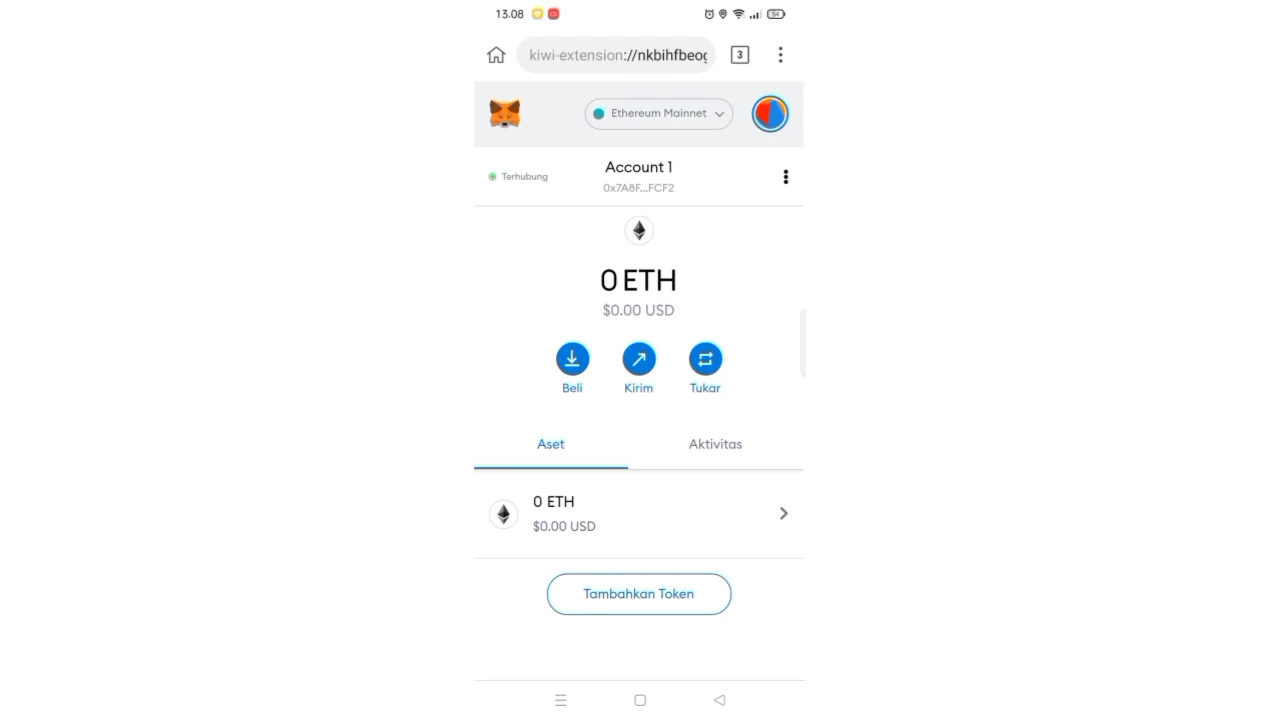 13.08
54
kiwi-extension://nkbihfbeog
3
Ethereum Mainnet
Terhubung
Account 1
0x7A8F...FCF2
0 ETH
$0.00 USD
Beli
Kirim
Tukar
Aset
Aktivitas
0 ETH
$0.00 USD
Tambahkan Token